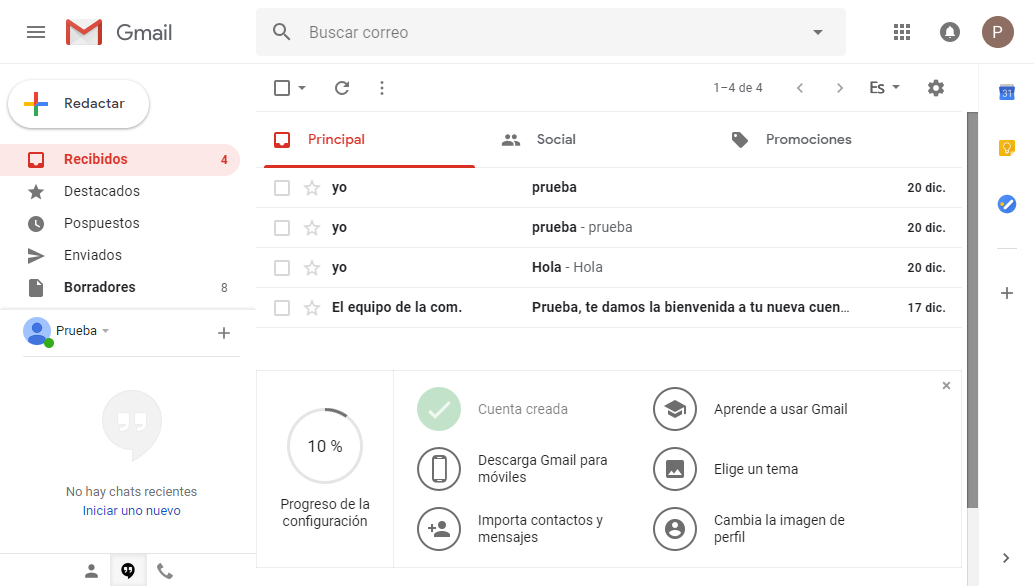 Gmail
Buscar correo
P
Redactar
1–4 de 4
Es
31
Recibidos 4
Destacados
Pospuestos
Enviados
Borradores 8
Principal
Social
Promociones
yo prueba 20 dic.
yo prueba - prueba 20 dic.
yo Hola - Hola 20 dic.
El equipo de la com. Prueba, te damos la bienvenida a tu nueva cuen… 17 dic.
Prueba
No hay chats recientes
Iniciar uno nuevo
10 %
Progreso de la
configuración
Cuenta creada
Descarga Gmail para
móviles
Importa contactos y
mensajes
Aprende a usar Gmail
Elige un tema
Cambia la imagen de
perfil